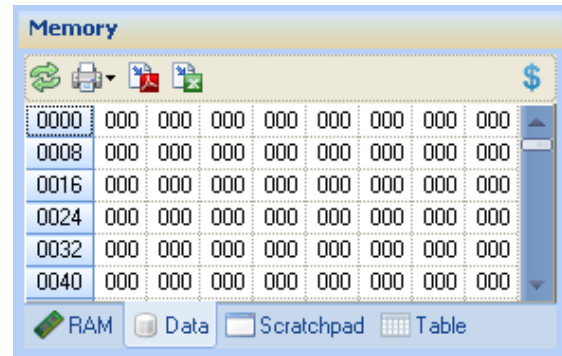 Memory
$
0000 000 000 000 000 000 000 000 000
0008 000 000 000 000 000 000 000 000
0016 000 000 000 000 000 000 000 000
0024 000 000 000 000 000 000 000 000
0032 000 000 000 000 000 000 000 000
0040 000 000 000 000 000 000 000 000
RAM Data Scratchpad Table